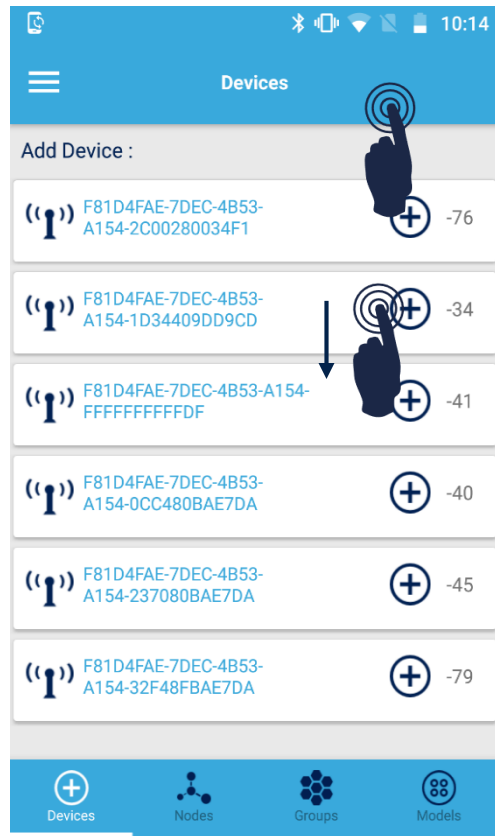 10:14
Devices
Add Device :
F81D4FAE-7DEC-4B53-
A154-2C00280034F1
-76
F81D4FAE-7DEC-4B53-
A154-1D34409DD9CD
-34
F81D4FAE-7DEC-4B53-A154-
FFFFFFFFFFDF
-41
F81D4FAE-7DEC-4B53-
A154-0CC480BAE7DA
-40
F81D4FAE-7DEC-4B53-
A154-237080BAE7DA
-45
F81D4FAE-7DEC-4B53-
A154-32F48FBAE7DA
-79
Devices
Nodes
Groups
Models